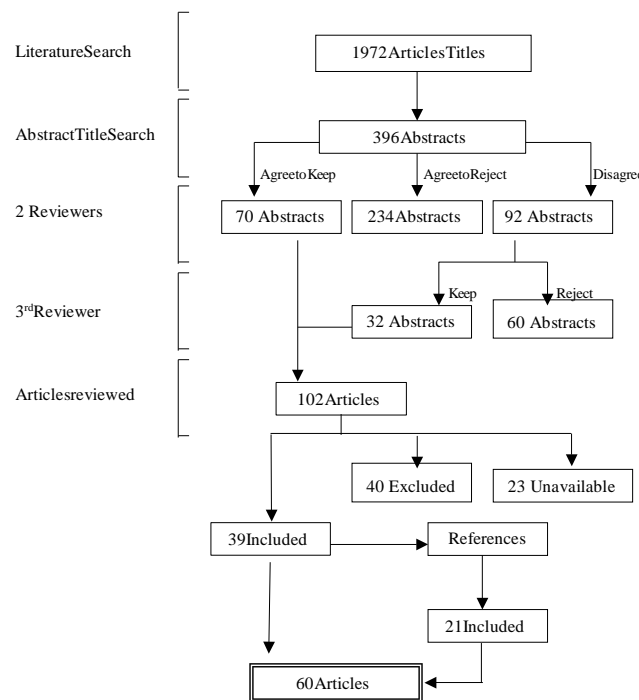 LiteratureSearch
1972ArticlesTitles
AbstractTitleSearch
396Abstracts
AgreetoKeep
AgreetoReject
Disagree
2 Reviewers
70 Abstracts
234Abstracts
92 Abstracts
Keep
Reject
3rdReviewer
32 Abstracts
60 Abstracts
Articlesreviewed
102Articles
40 Excluded
23 Unavailable
39Included
References
21Included
60Articles